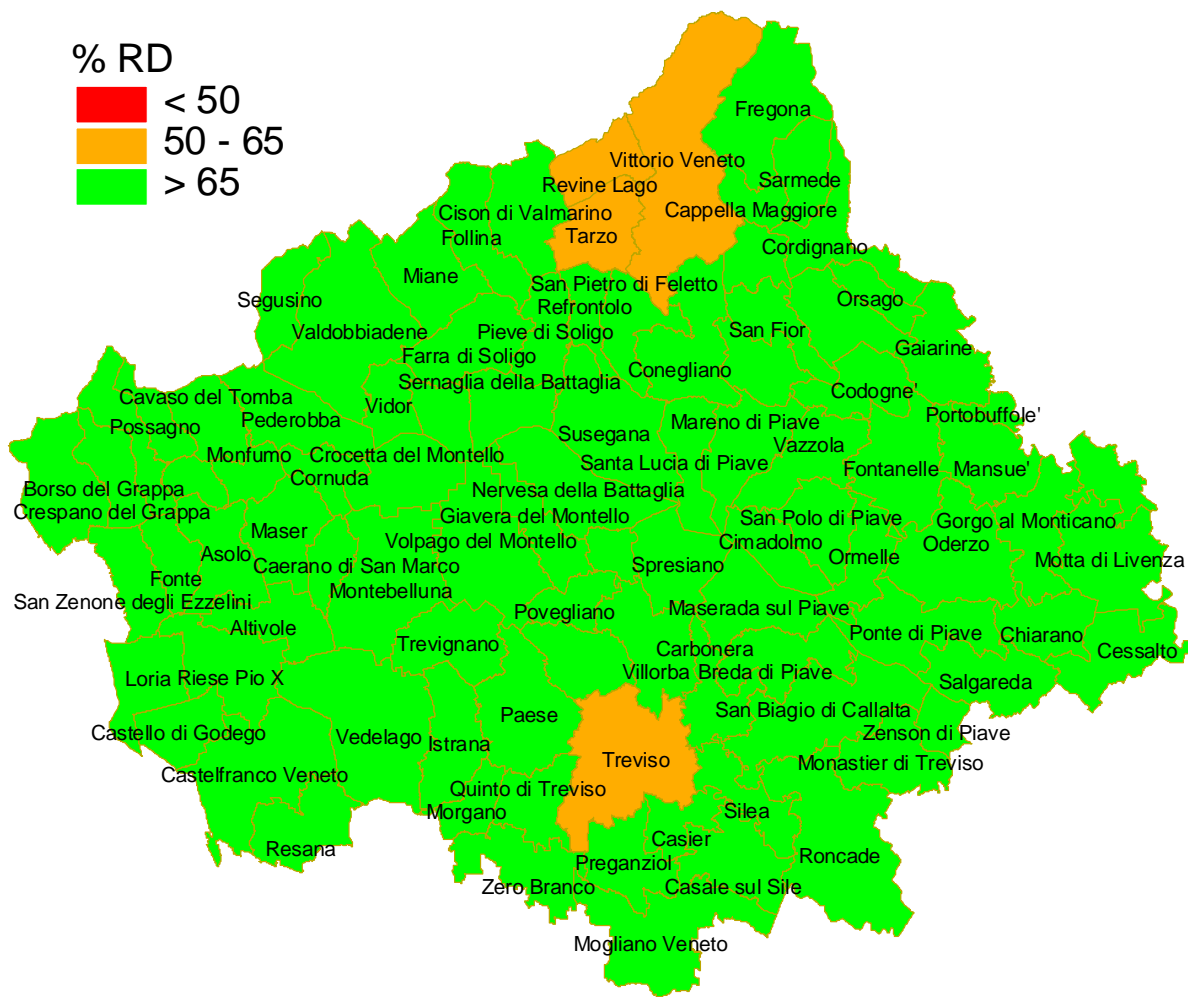 % RD
< 50
50 - 65
> 65
Fregona
Vittorio Veneto
Revine Lago
Sarmede
Cison di Valmarino
Cappella Maggiore
Follina
Tarzo
Cordignano
Miane
San Pietro di Feletto
Segusino
Refrontolo
Orsago
Valdobbiadene
Pieve di Soligo
San Fior
Gaiarine
Farra di Soligo
Conegliano
Sernaglia della Battaglia
Codogne'
Cavaso del Tomba
Vidor
Portobuffole'
Pederobba
Possagno
Mareno di Piave
Susegana
Vazzola
Monfumo
Crocetta del Montello
Santa Lucia di Piave
Fontanelle
Mansue'
Cornuda
Borso del Grappa
Nervesa della Battaglia
Crespano del Grappa
Giavera del Montello
San Polo di Piave
Gorgo al Monticano
Maser
Volpago del Montello
Cimadolmo
Oderzo
Asolo
Caerano di San Marco
Spresiano
Ormelle
Motta di Livenza
Fonte
Montebelluna
San Zenone degli Ezzelini
Povegliano
Maserada sul Piave
Altivole
Trevignano
Carbonera
Ponte di Piave
Chiarano
Cessalto
Loria
Riese Pio X
Villorba
Breda di Piave
Salgareda
Paese
San Biagio di Callalta
Castello di Godego
Vedelago
Istrana
Zenson di Piave
Treviso
Monastier di Treviso
Castelfranco Veneto
Quinto di Treviso
Morgano
Silea
Resana
Casier
Preganziol
Roncade
Zero Branco
Casale sul Sile
Mogliano Veneto